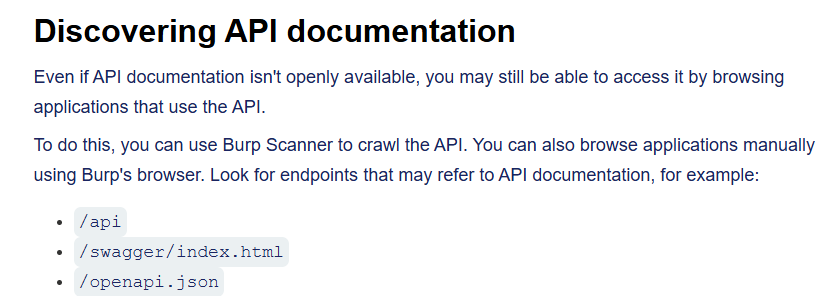 Discovering API documentation
Even if API documentation isn't openly available, you may still be able to access it by browsing
applications that use the API.
To do this, you can use Burp Scanner to crawl the API. You can also browse applications manually
using Burp's browser. Look for endpoints that may refer to API documentation, for example:
• /api
• /swagger/index.html
• /openapi.json